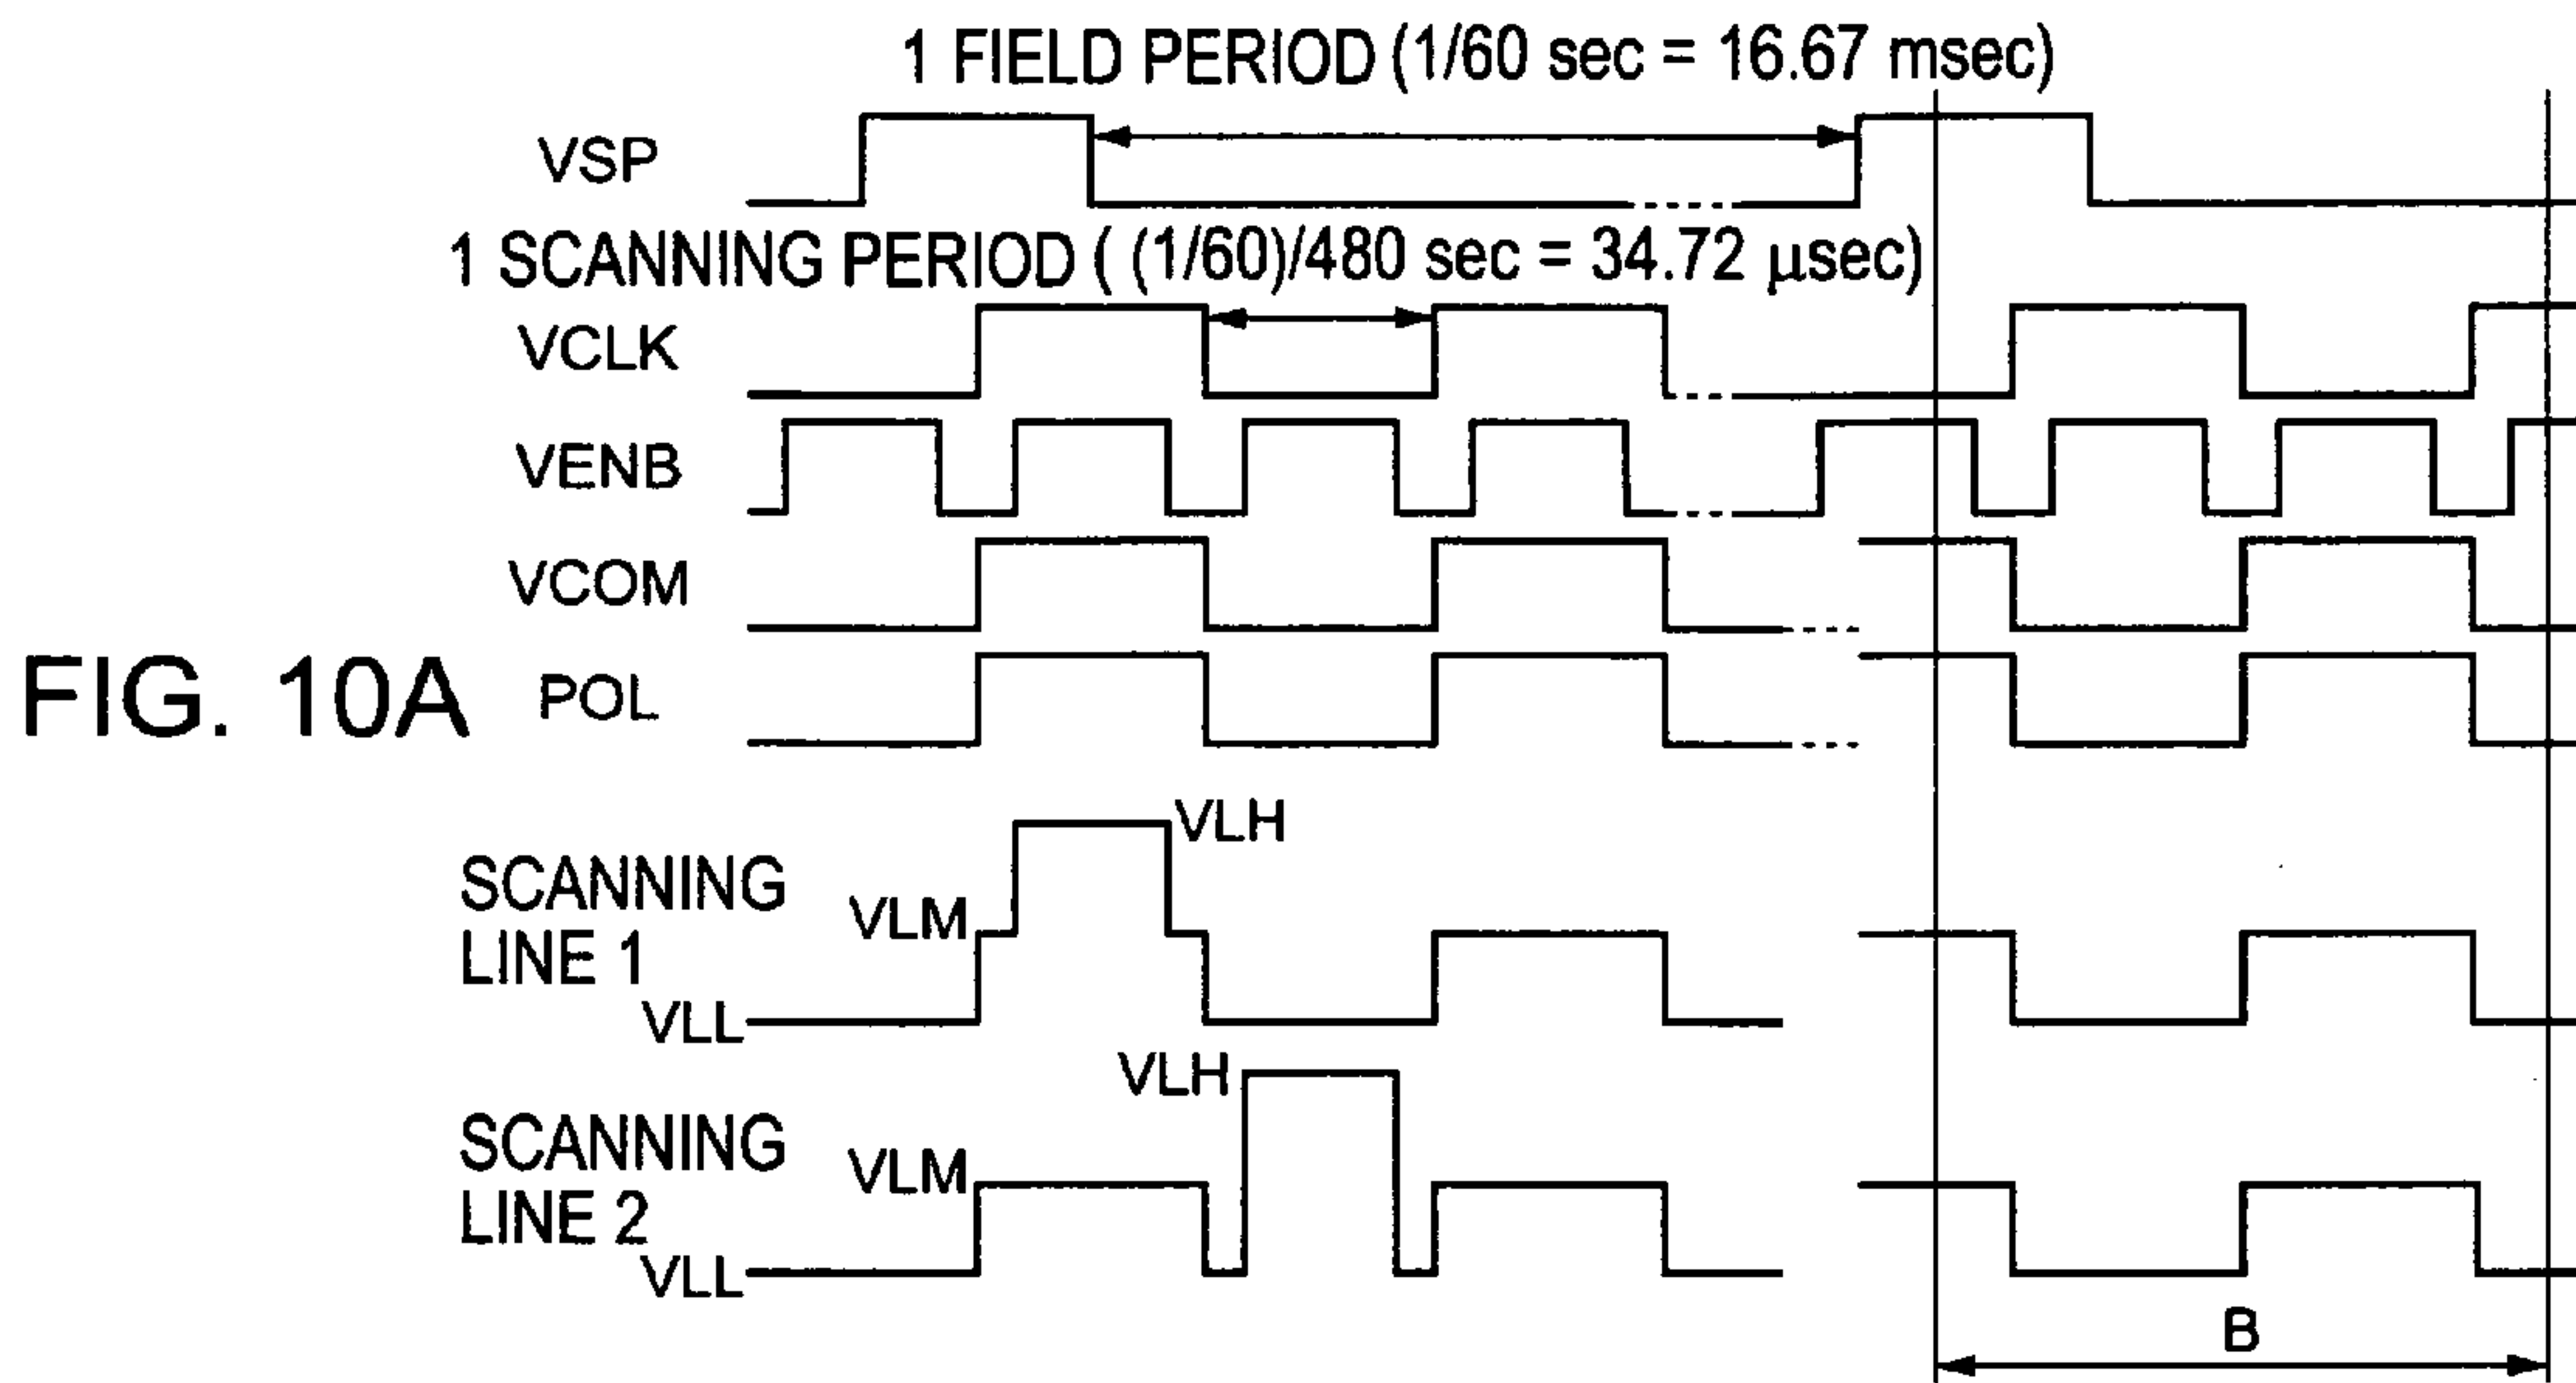 1 FIELD PERIOD (1/60 sec = 16.67 msec)
VSP
1 SCANNING PERIOD ( (1/60)/480 sec = 34.72 μsec)
VCLK
VENB
VCOM
FIG. 10A
POL
VLH
SCANNING
LINE 1
VLM
VLL
VLH
SCANNING
LINE 2
VLM
VLL
B